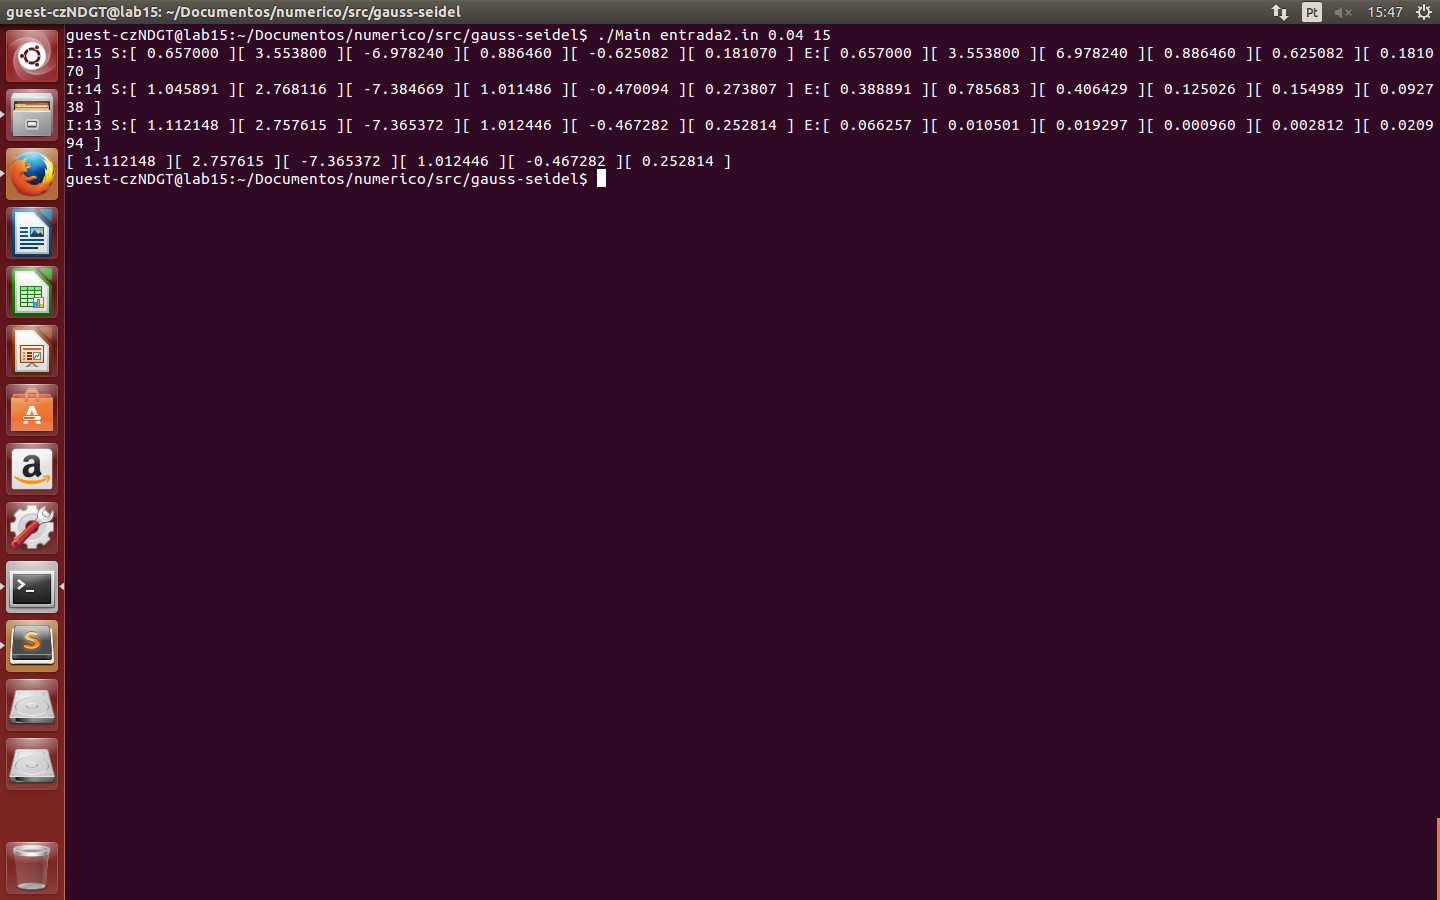 guest-czNDGT@lab15: ~/Documentos/numerico/src/gauss-seidel
Pt
15:47
guest-czNDGT@lab15:~/Documentos/numerico/src/gauss-seidel$ ./Main entrada2.in 0.04 15
I:15 S:[ 0.657000 ][ 3.553800 ][ -6.978240 ][ 0.886460 ][ -0.625082 ][ 0.181070 ] E:[ 0.657000 ][ 3.553800 ][ 6.978240 ][ 0.886460 ][ 0.625082 ][ 0.1810
70 ]
I:14 S:[ 1.045891 ][ 2.768116 ][ -7.384669 ][ 1.011486 ][ -0.470094 ][ 0.273807 ] E:[ 0.388891 ][ 0.785683 ][ 0.406429 ][ 0.125026 ][ 0.154989 ][ 0.0927
38 ]
I:13 S:[ 1.112148 ][ 2.757615 ][ -7.365372 ][ 1.012446 ][ -0.467282 ][ 0.252814 ] E:[ 0.066257 ][ 0.010501 ][ 0.019297 ][ 0.000960 ][ 0.002812 ][ 0.0209
94 ]
[ 1.112148 ][ 2.757615 ][ -7.365372 ][ 1.012446 ][ -0.467282 ][ 0.252814 ]
guest-czNDGT@lab15:~/Documentos/numerico/src/gauss-seidel$